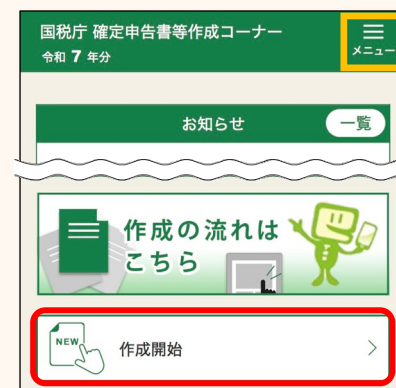 国税庁 確定申告書等作成コーナー
令和 7 年分
メニュー
お知らせ
一覧
作成の流れは
こちら
NEW
作成開始